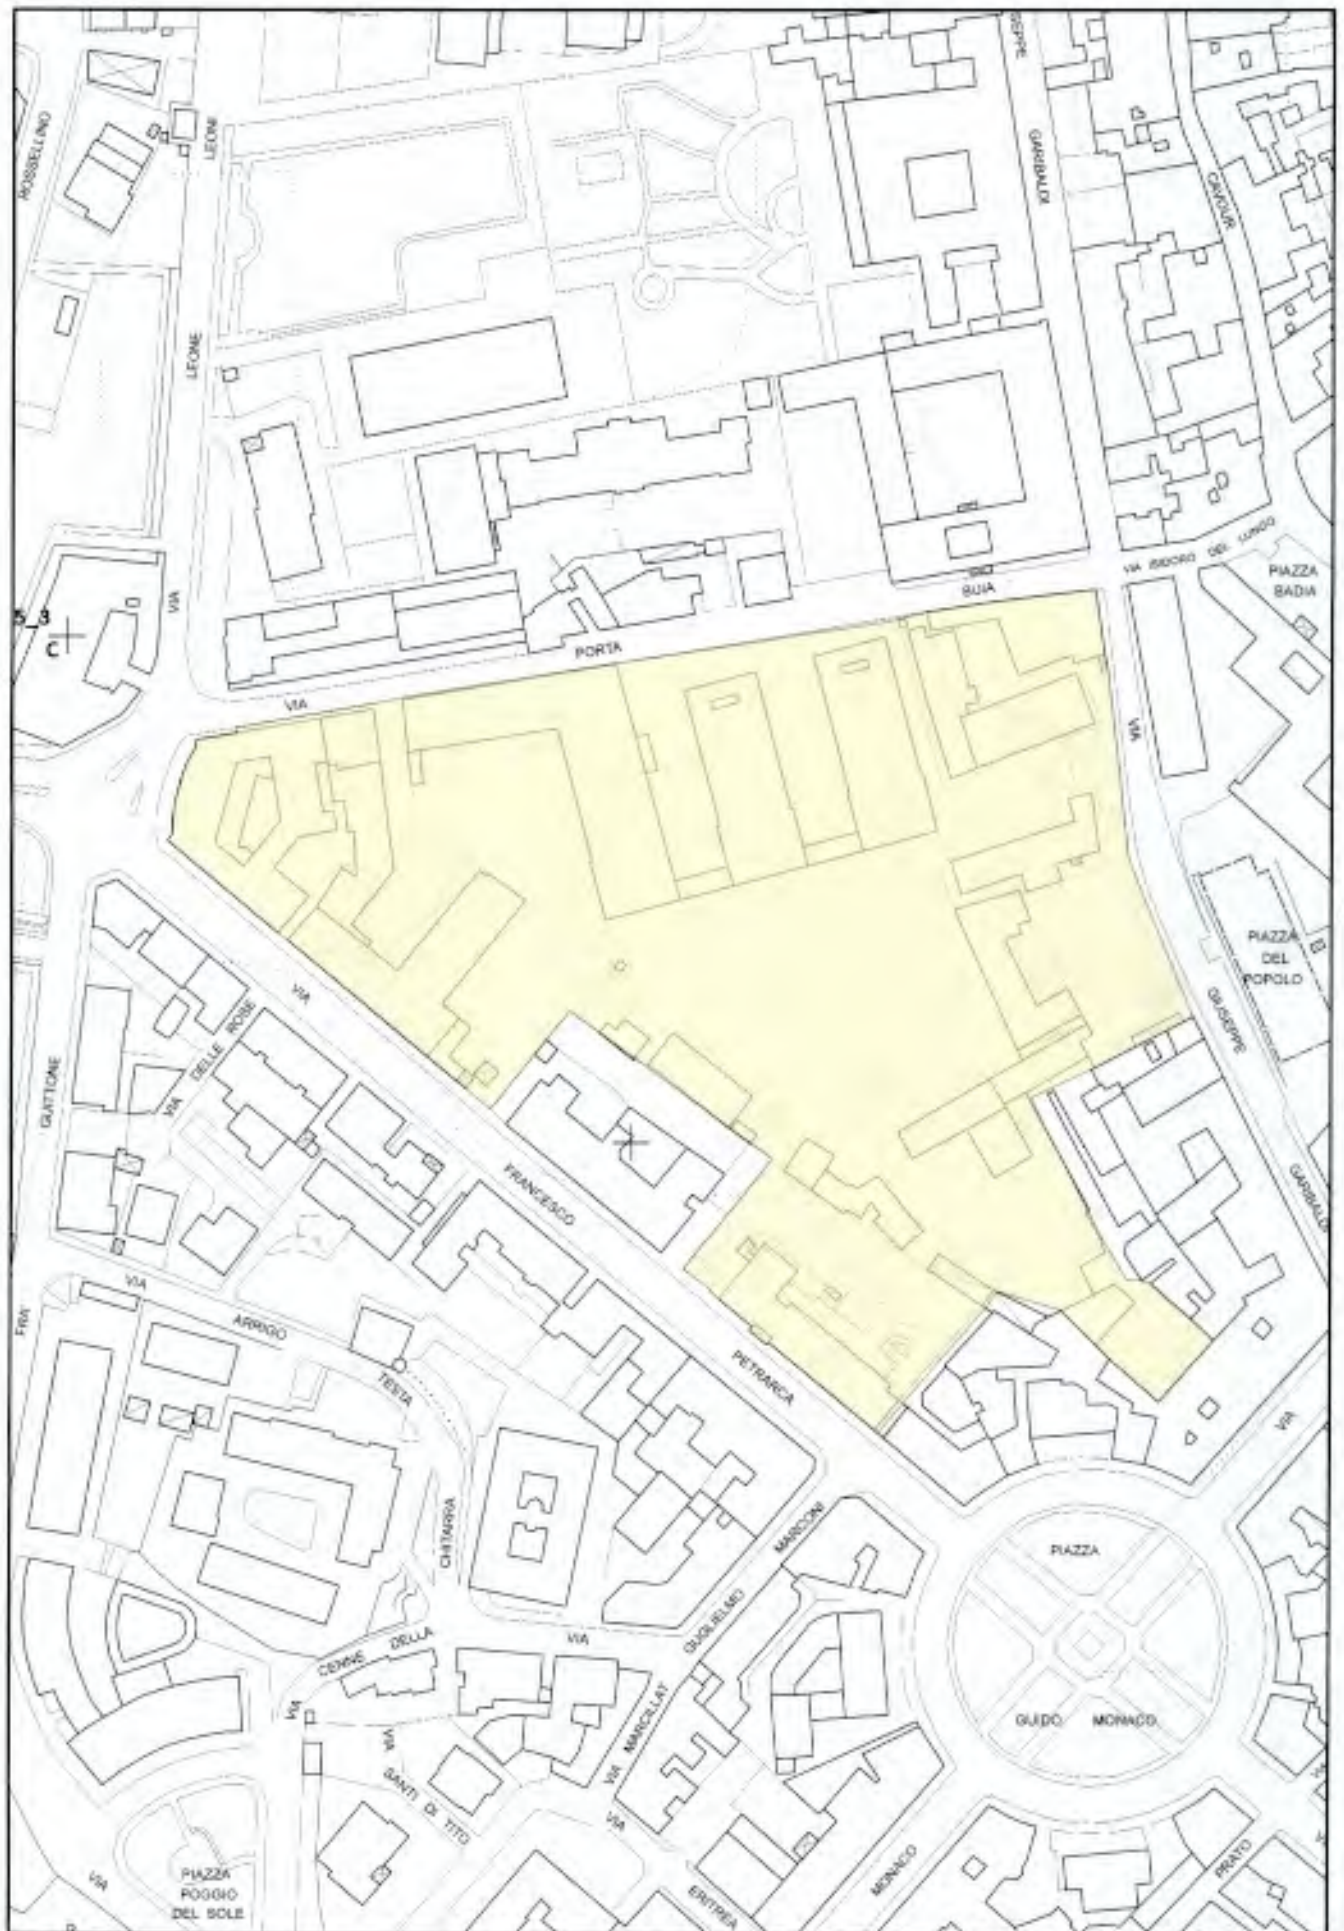 ROSSELLINO
LEONE
SEPPE
GARIBALDI
CAVOUR
LEONE
VIA
VIA ISIDORO DEL LUNGO
PIAZZA
BADIA
BUIA
5_3
C
PORTA
VIA
VIA
PIAZZA
DEL
POPOLO
VIA
GIUSEPPE
VIA DELLE ROSE
GUITTONE
FRANCESCO
GARIBALDI
VIA
FRA'
ARRIGO
TESTA
PETRARCA
VIA
CHITARRA
MARCONI
PIAZZA
GUGLIELMO
VIA
CENNE DELLA
VIA
VIA MARCILLAT
GUIDO MONACO
VIA
SANTI DI TITO
VIA
PIAZZA
POGGIO
DEL SOLE
VIA
ERITREA
MONACO
PRATO